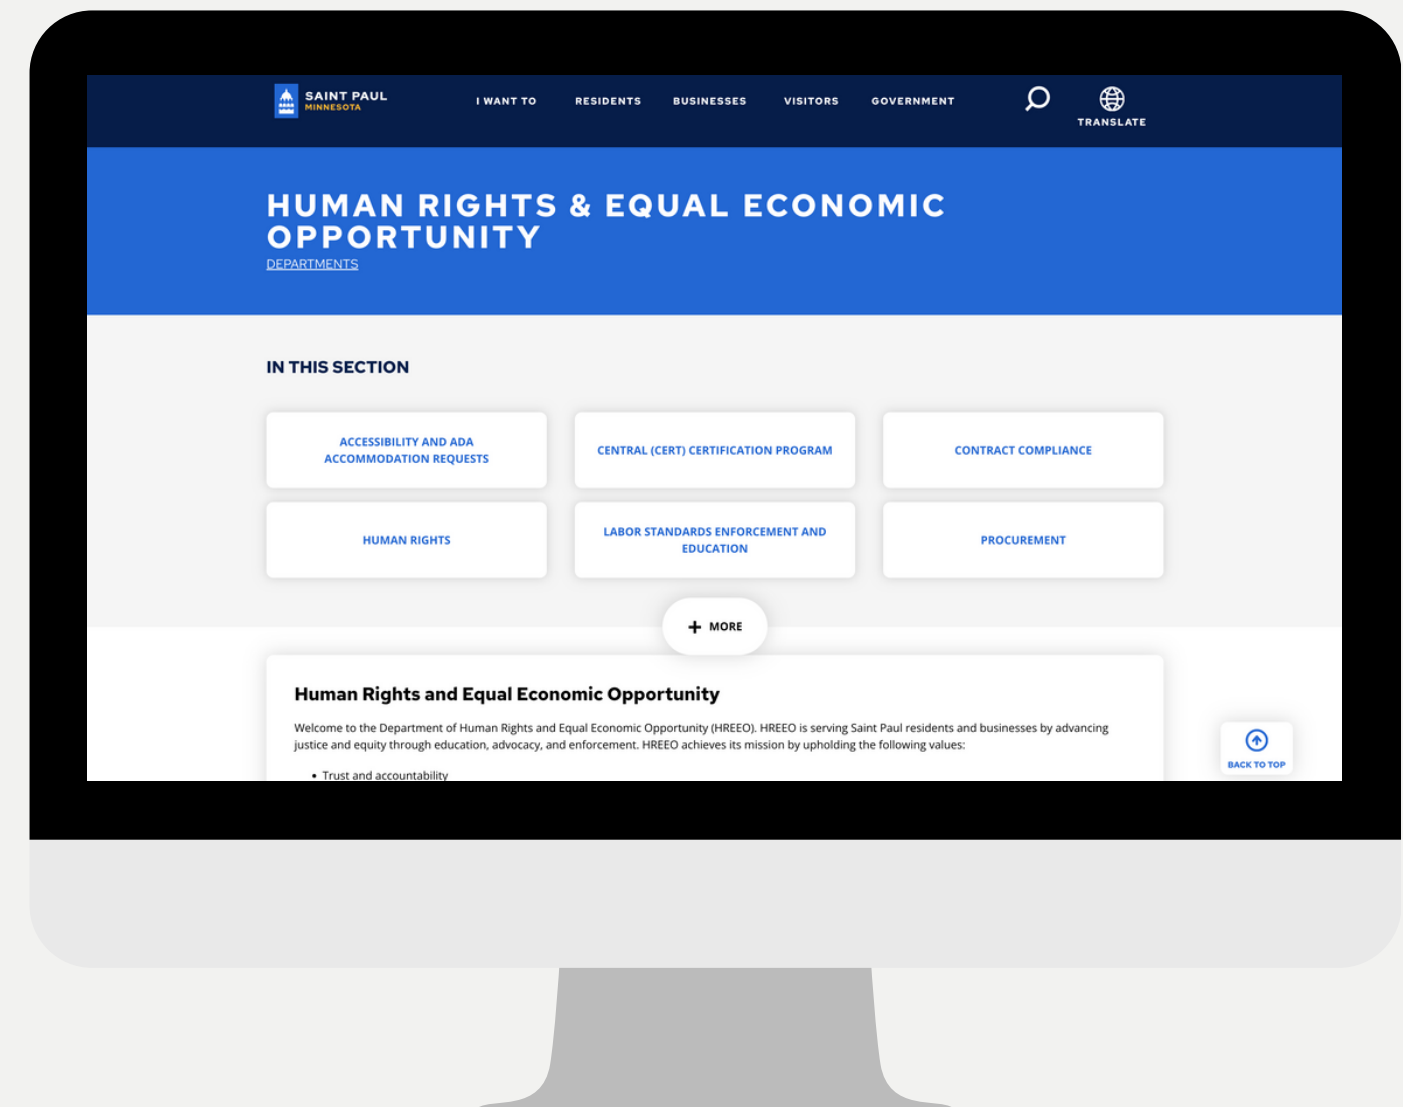 SAINT PAUL
MINNESOTA
I WANT TO
RESIDENTS
BUSINESSES
VISITORS
GOVERNMENT
TRANSLATE
HUMAN RIGHTS & EQUAL ECONOMIC
OPPORTUNITY
DEPARTMENTS
IN THIS SECTION
ACCESSIBILITY AND ADA
ACCOMMODATION REQUESTS
CENTRAL (CERT) CERTIFICATION PROGRAM
CONTRACT COMPLIANCE
HUMAN RIGHTS
LABOR STANDARDS ENFORCEMENT AND
EDUCATION
PROCUREMENT
+ MORE
Human Rights and Equal Economic Opportunity
Welcome to the Department of Human Rights and Equal Economic Opportunity (HREEO). HREEO is serving Saint Paul residents and businesses by advancing
justice and equity through education, advocacy, and enforcement. HREEO achieves its mission by upholding the following values:
• Trust and accountability
BACK TO TOP